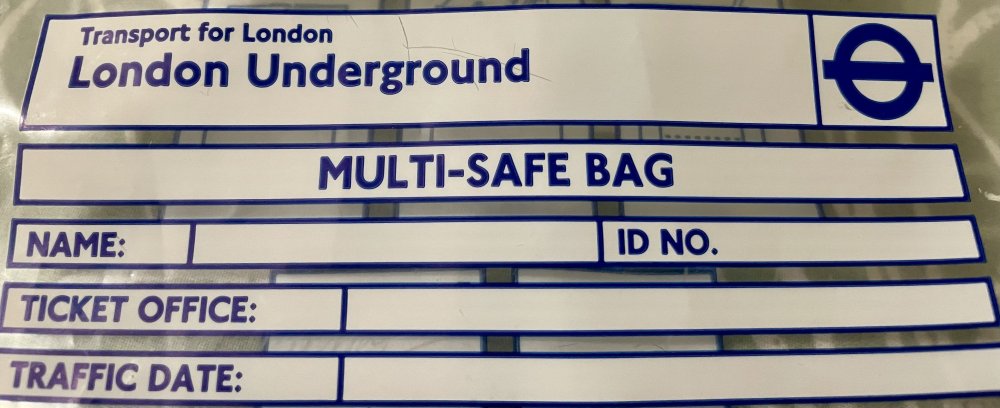 Transport for London
London Underground
MULTI-SAFE BAG
NAME: ID NO.
TICKET OFFICE:
TRAFFIC DATE: